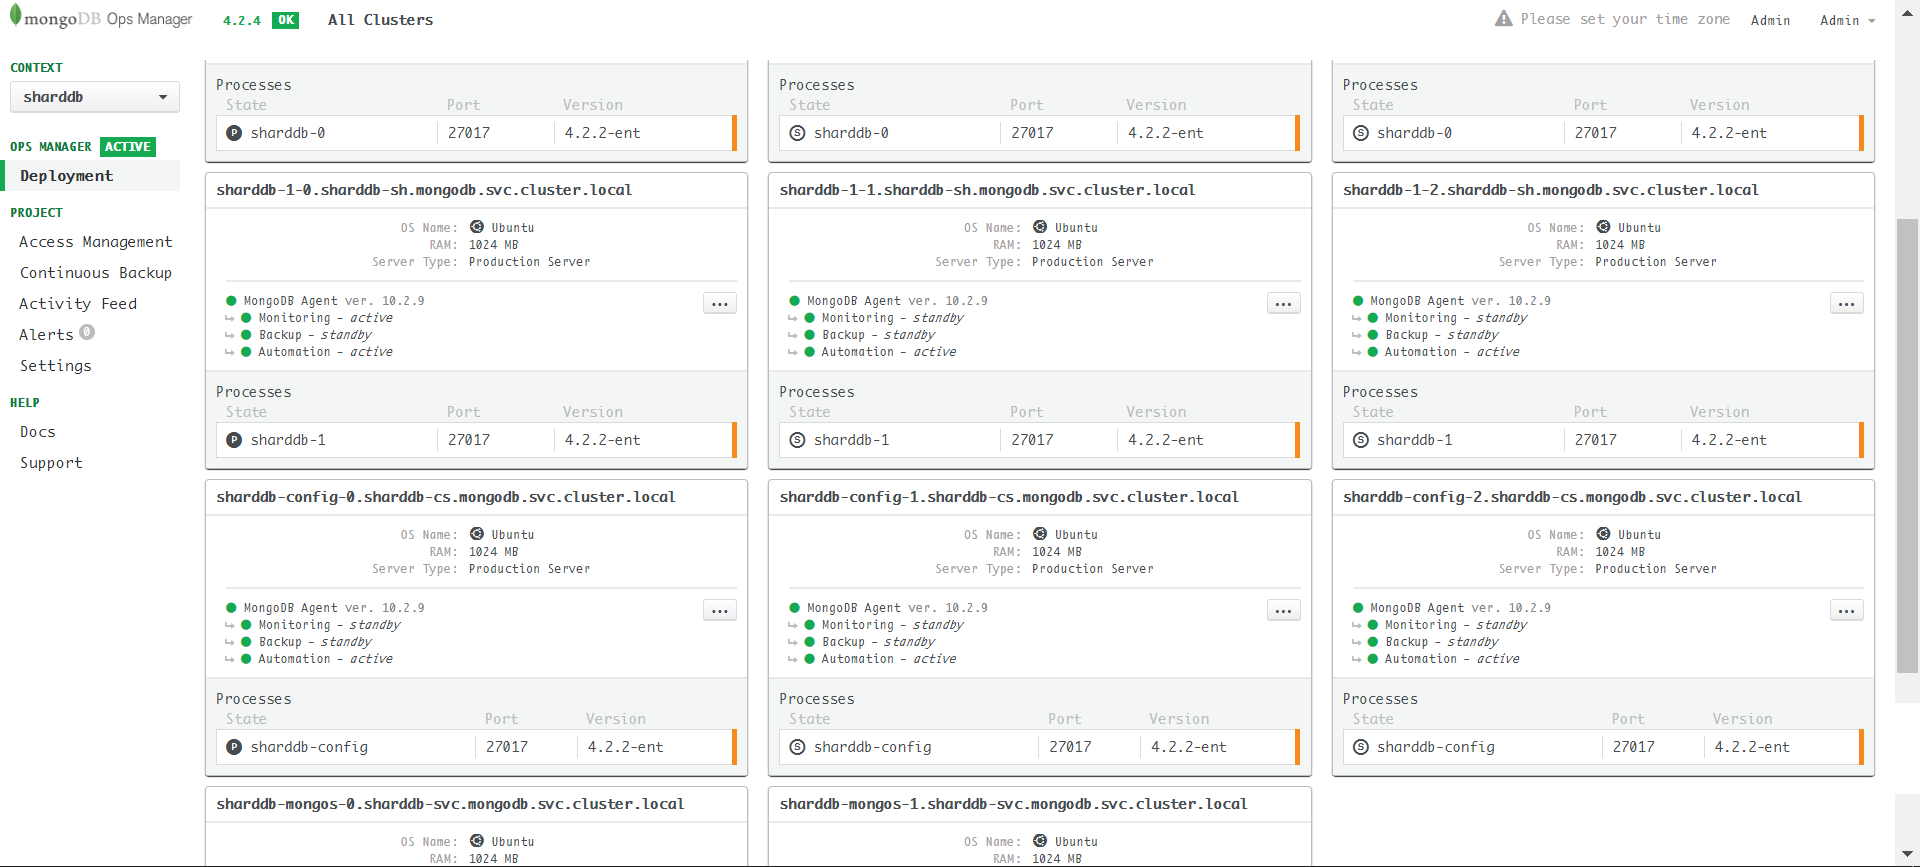 mongoDB Ops Manager 4.2.4 OK All Clusters Please set your time zone Admin Admin
CONTEXT
sharddb
OPS MANAGER ACTIVE
Deployment
PROJECT
Access Management
Continuous Backup
Activity Feed
Alerts 0
Settings
HELP
Docs
Support
Processes
State Port Version
P sharddb-0 27017 4.2.2-ent
Processes
State Port Version
S sharddb-0 27017 4.2.2-ent
Processes
State Port Version
S sharddb-0 27017 4.2.2-ent
sharddb-1-0.sharddb-sh.mongodb.svc.cluster.local
OS Name: Ubuntu
RAM: 1024 MB
Server Type: Production Server
MongoDB Agent ver. 10.2.9
Monitoring - active
Backup - standby
Automation - active
Processes
State Port Version
P sharddb-1 27017 4.2.2-ent
sharddb-1-1.sharddb-sh.mongodb.svc.cluster.local
OS Name: Ubuntu
RAM: 1024 MB
Server Type: Production Server
MongoDB Agent ver. 10.2.9
Monitoring - standby
Backup - standby
Automation - active
Processes
State Port Version
S sharddb-1 27017 4.2.2-ent
sharddb-1-2.sharddb-sh.mongodb.svc.cluster.local
OS Name: Ubuntu
RAM: 1024 MB
Server Type: Production Server
MongoDB Agent ver. 10.2.9
Monitoring - standby
Backup - standby
Automation - active
Processes
State Port Version
S sharddb-1 27017 4.2.2-ent
sharddb-config-0.sharddb-cs.mongodb.svc.cluster.local
OS Name: Ubuntu
RAM: 1024 MB
Server Type: Production Server
MongoDB Agent ver. 10.2.9
Monitoring - standby
Backup - standby
Automation - active
Processes
State Port Version
P sharddb-config 27017 4.2.2-ent
sharddb-config-1.sharddb-cs.mongodb.svc.cluster.local
OS Name: Ubuntu
RAM: 1024 MB
Server Type: Production Server
MongoDB Agent ver. 10.2.9
Monitoring - standby
Backup - standby
Automation - active
Processes
State Port Version
S sharddb-config 27017 4.2.2-ent
sharddb-config-2.sharddb-cs.mongodb.svc.cluster.local
OS Name: Ubuntu
RAM: 1024 MB
Server Type: Production Server
MongoDB Agent ver. 10.2.9
Monitoring - standby
Backup - standby
Automation - active
Processes
State Port Version
S sharddb-config 27017 4.2.2-ent
sharddb-mongos-0.sharddb-svc.mongodb.svc.cluster.local
OS Name: Ubuntu
RAM: 1024 MB
sharddb-mongos-1.sharddb-svc.mongodb.svc.cluster.local
OS Name: Ubuntu
RAM: 1024 MB